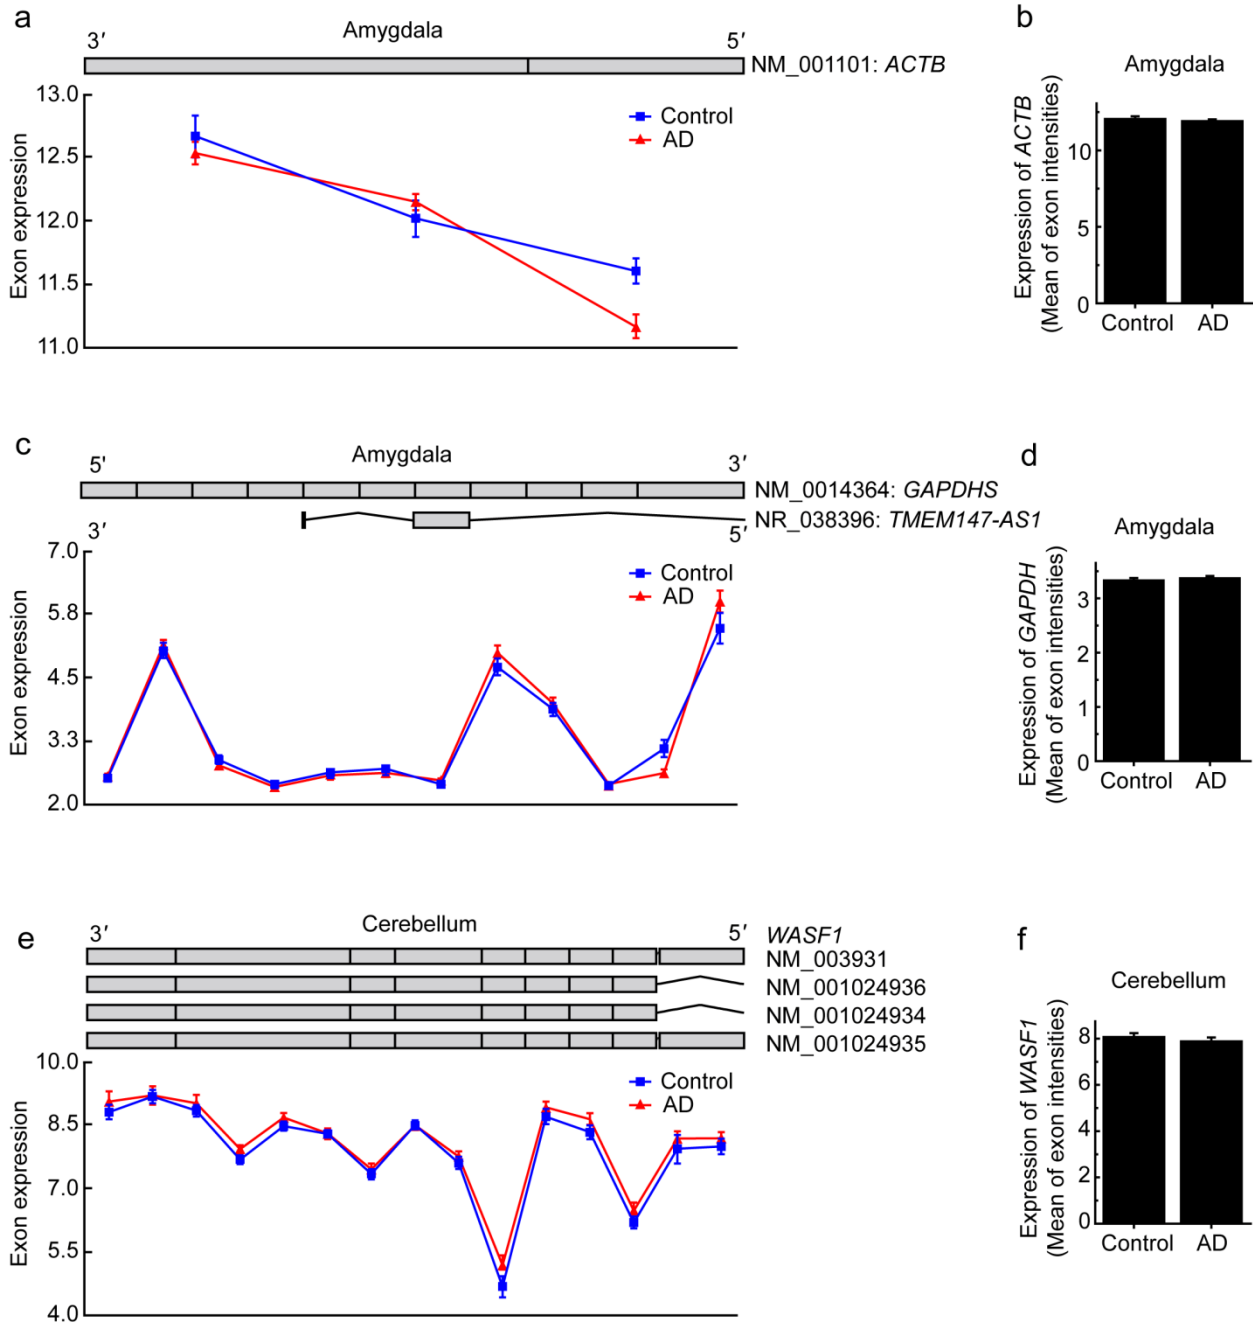 a
Amygdala
3′ 5′
NM_001101: ACTB
13.0
12.5
12.0
11.5
11.0
Exon expression
Control
AD
b
Amygdala
Expression of ACTB
(Mean of exon intensities)
10
5
0
Control AD
c
Amygdala
5′ 3′
NM_0014364: GAPDHS
NR_038396: TMEM147-AS1
3′ 5′
7.0
5.8
4.5
3.3
2.0
Exon expression
Control
AD
d
Amygdala
Expression of GAPDH
(Mean of exon intensities)
3
2
1
0
Control AD
e
Cerebellum
3′ 5′
WASF1
NM_003931
NM_001024936
NM_001024934
NM_001024935
10.0
8.5
7.0
5.5
4.0
Exon expression
Control
AD
f
Cerebellum
Expression of WASF1
(Mean of exon intensities)
8
6
4
2
0
Control AD